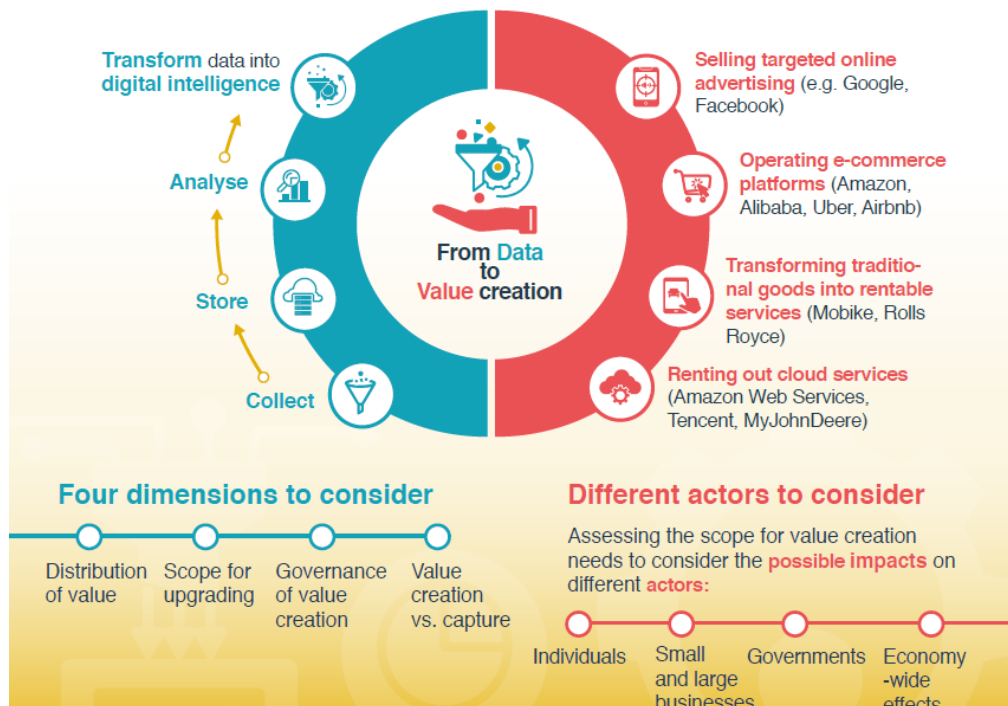 Transform data into
digital intelligence
Analyse
Store
Collect
From Data
to
Value creation
Selling targeted online
advertising (e.g. Google,
Facebook)
Operating e-commerce
platforms (Amazon,
Alibaba, Uber, Airbnb)
Transforming traditio-
nal goods into rentable
services (Mobike, Rolls
Royce)
Renting out cloud services
(Amazon Web Services,
Tencent, MyJohnDeere)
Four dimensions to consider
Distribution
of value
Scope for
upgrading
Governance
of value
creation
Value
creation
vs. capture
Different actors to consider
Assessing the scope for value creation
needs to consider the possible impacts on
different actors:
Individuals
Small
and large
businesses
Governments
Economy
-wide
effects